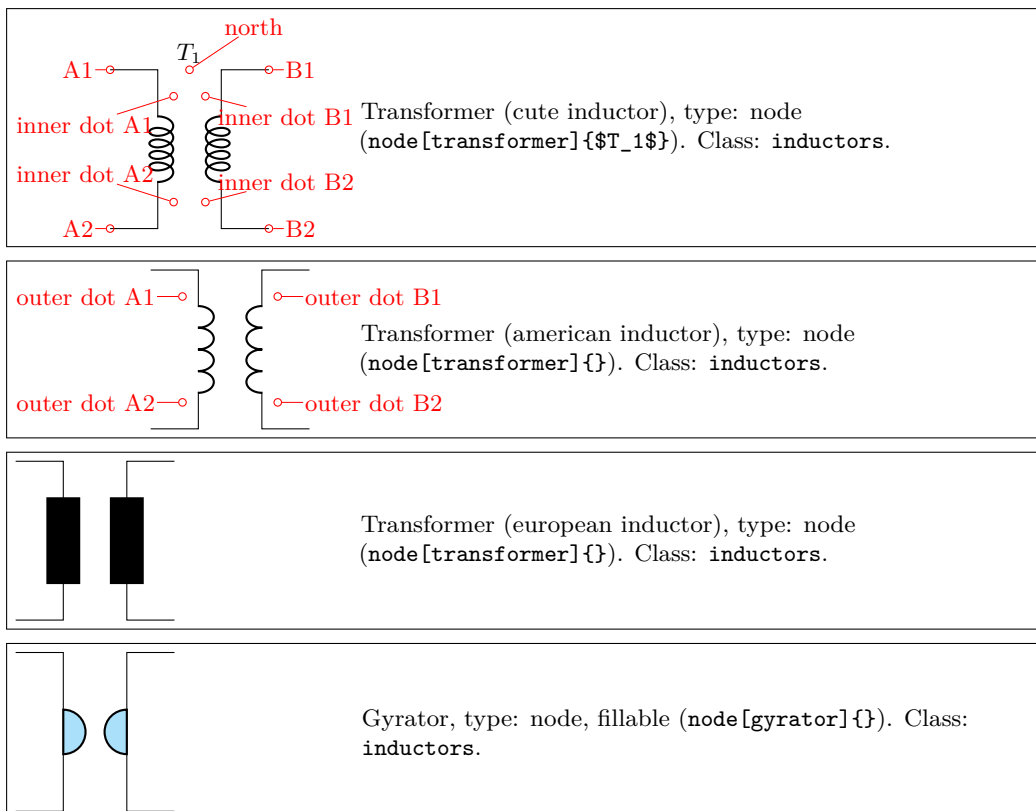 north
T1
A1
B1
inner dot A1
inner dot B1
inner dot A2
inner dot B2
A2
B2
Transformer (cute inductor), type: node
(node[transformer]{$T_1$}). Class: inductors.
outer dot A1
outer dot B1
outer dot A2
outer dot B2
Transformer (american inductor), type: node
(node[transformer]{}). Class: inductors.
Transformer (european inductor), type: node
(node[transformer]{}). Class: inductors.
Gyrator, type: node, fillable (node[gyrator]{}). Class:
inductors.